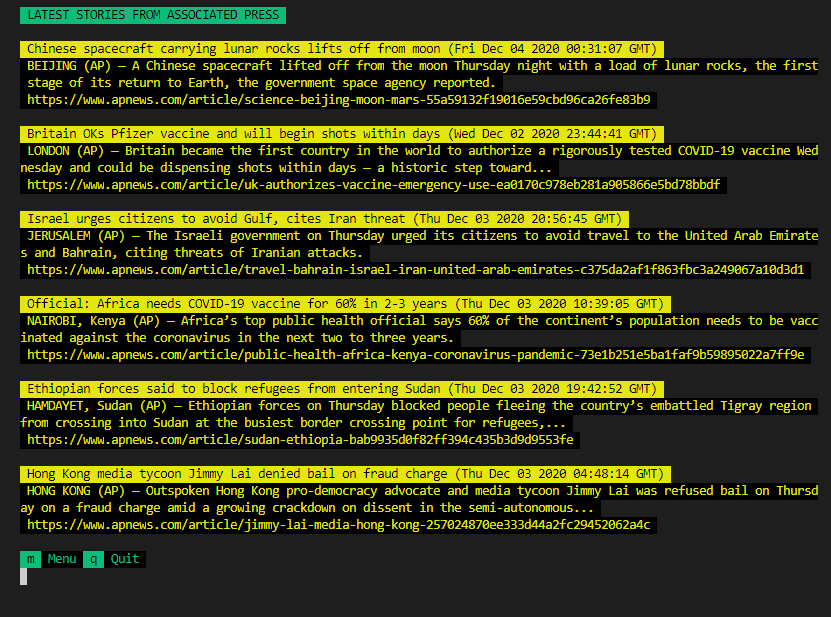 LATEST STORIES FROM ASSOCIATED PRESS
Chinese spacecraft carrying lunar rocks lifts off from moon (Fri Dec 04 2020 00:31:07 GMT)
BEIJING (AP) — A Chinese spacecraft lifted off from the moon Thursday night with a load of lunar rocks, the first
stage of its return to Earth, the government space agency reported.
https://www.apnews.com/article/science-beijing-moon-mars-55a59132f19016e59cbd96ca26fe83b9
Britain OKs Pfizer vaccine and will begin shots within days (Wed Dec 02 2020 23:44:41 GMT)
LONDON (AP) — Britain became the first country in the world to authorize a rigorously tested COVID-19 vaccine Wed
nesday and could be dispensing shots within days — a historic step toward...
https://www.apnews.com/article/uk-authorizes-vaccine-emergency-use-ea0170c978eb281a905866e5bd78bbdf
Israel urges citizens to avoid Gulf, cites Iran threat (Thu Dec 03 2020 20:56:45 GMT)
JERUSALEM (AP) — The Israeli government on Thursday urged its citizens to avoid travel to the United Arab Emirate
s and Bahrain, citing threats of Iranian attacks.
https://www.apnews.com/article/travel-bahrain-israel-iran-united-arab-emirates-c375da2af1f863fbc3a249067a10d3d1
Official: Africa needs COVID-19 vaccine for 60% in 2-3 years (Thu Dec 03 2020 10:39:05 GMT)
NAIROBI, Kenya (AP) — Africa’s top public health official says 60% of the continent’s population needs to be vacc
inated against the coronavirus in the next two to three years.
https://www.apnews.com/article/public-health-africa-kenya-coronavirus-pandemic-73e1b251e5ba1faf9b59895022a7ff9e
Ethiopian forces said to block refugees from entering Sudan (Thu Dec 03 2020 19:42:52 GMT)
HAMDAYET, Sudan (AP) — Ethiopian forces on Thursday blocked people fleeing the country’s embattled Tigray region
from crossing into Sudan at the busiest border crossing point for refugees,...
https://www.apnews.com/article/sudan-ethiopia-bab9935d0f82ff394c435b3d9d9553fe
Hong Kong media tycoon Jimmy Lai denied bail on fraud charge (Thu Dec 03 2020 04:48:14 GMT)
HONG KONG (AP) — Outspoken Hong Kong pro-democracy advocate and media tycoon Jimmy Lai was refused bail on Thursd
ay on a fraud charge amid a growing crackdown on dissent in the semi-autonomous...
https://www.apnews.com/article/jimmy-lai-media-hong-kong-257024870ee333d44a2fc29452062a4c
m Menu q Quit